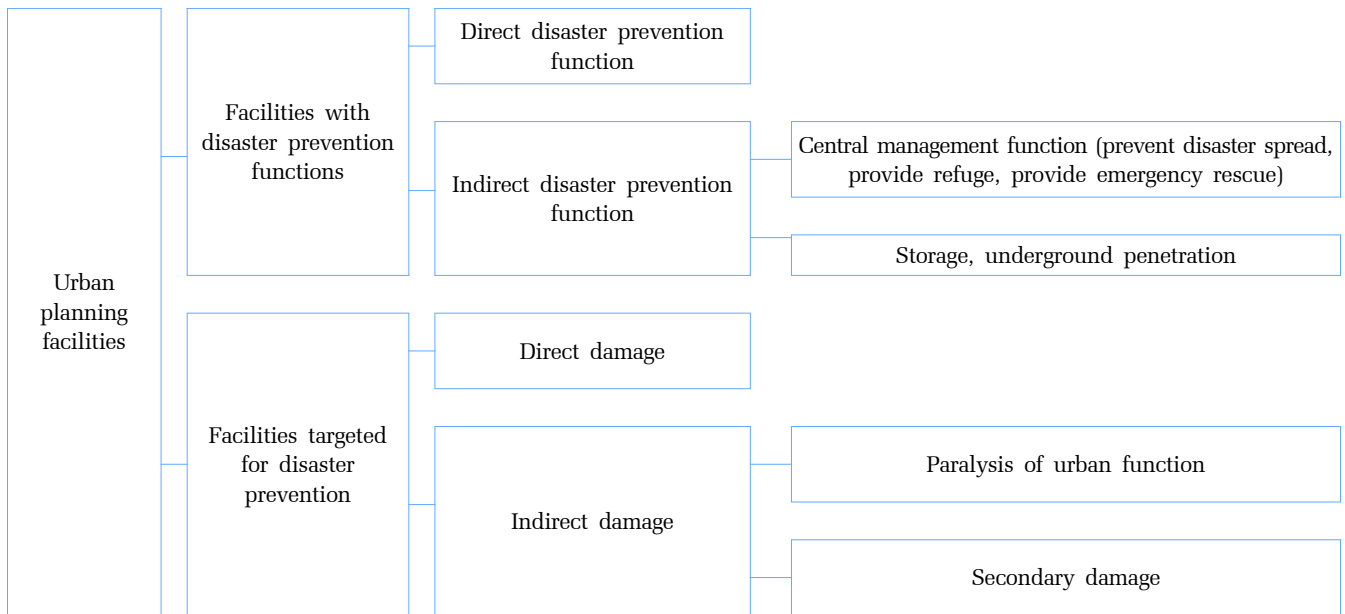 Urban
planning
facilities
Facilities with
disaster prevention
functions
Direct disaster prevention
function
Indirect disaster prevention
function
Central management function (prevent disaster spread,
provide refuge, provide emergency rescue)
Storage, underground penetration
Facilities targeted
for disaster
prevention
Direct damage
Indirect damage
Paralysis of urban function
Secondary damage